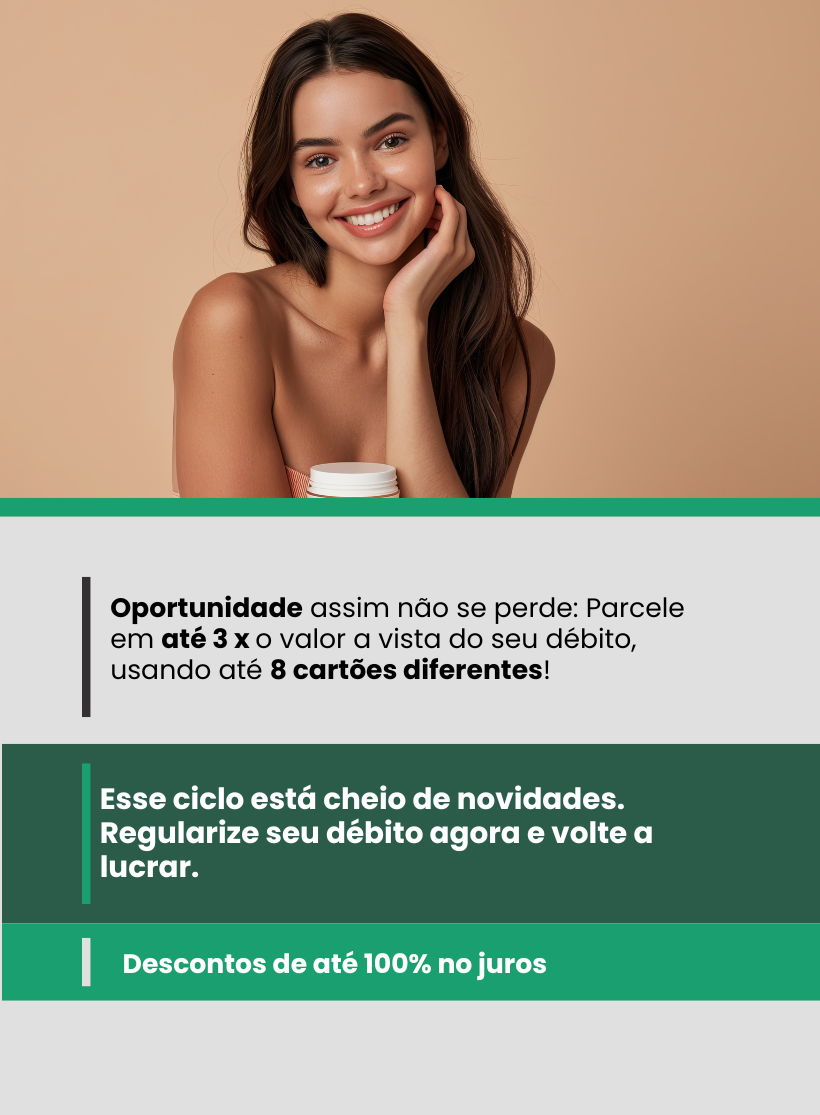 Oportunidade assim não se perde: Parcele
em até 3 x o valor a vista do seu débito,
usando até 8 cartões diferentes!
Esse ciclo está cheio de novidades.
Regularize seu débito agora e volte a
lucrar.
Descontos de até 100% no juros